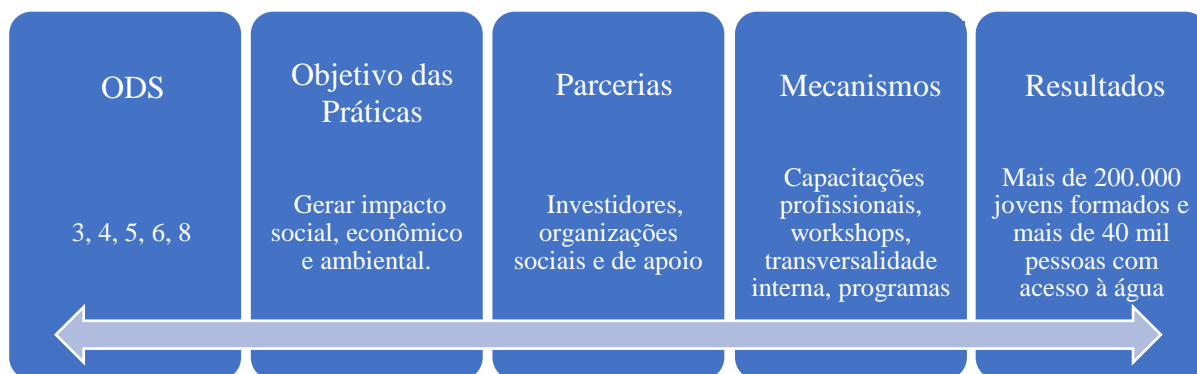 ODS
3, 4, 5, 6, 8
Objetivo das
Práticas
Gerar impacto
social, econômico
e ambiental.
Parcerias
Investidores,
organizações
sociais e de apoio
Mecanismos
Capacitações
profissionais,
workshops,
transversalidade
interna, programas
Resultados
Mais de 200.000
jovens formados e
mais de 40 mil
pessoas com
acesso à água